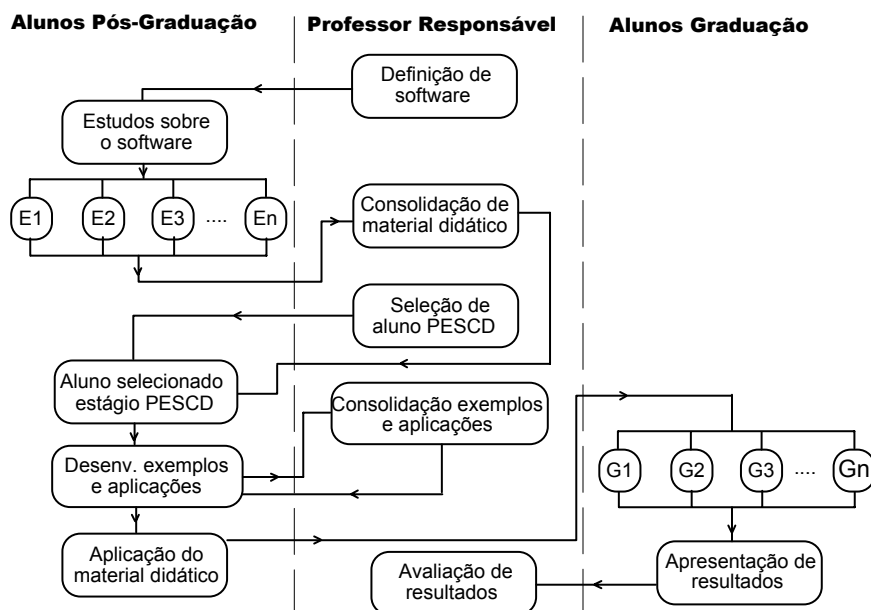 Alunos Pós-Graduação
Professor Responsável
Alunos Graduação
Definição de
software
Estudos sobre
o software
E1 E2 E3 .... En
Consolidação de
material didático
Seleção de
aluno PESCD
Aluno selecionado
estágio PESCD
Consolidação exemplos
e aplicações
Desenv. exemplos
e aplicações
G1 G2 G3 .... Gn
Aplicação do
material didático
Avaliação de
resultados
Apresentação de
resultados